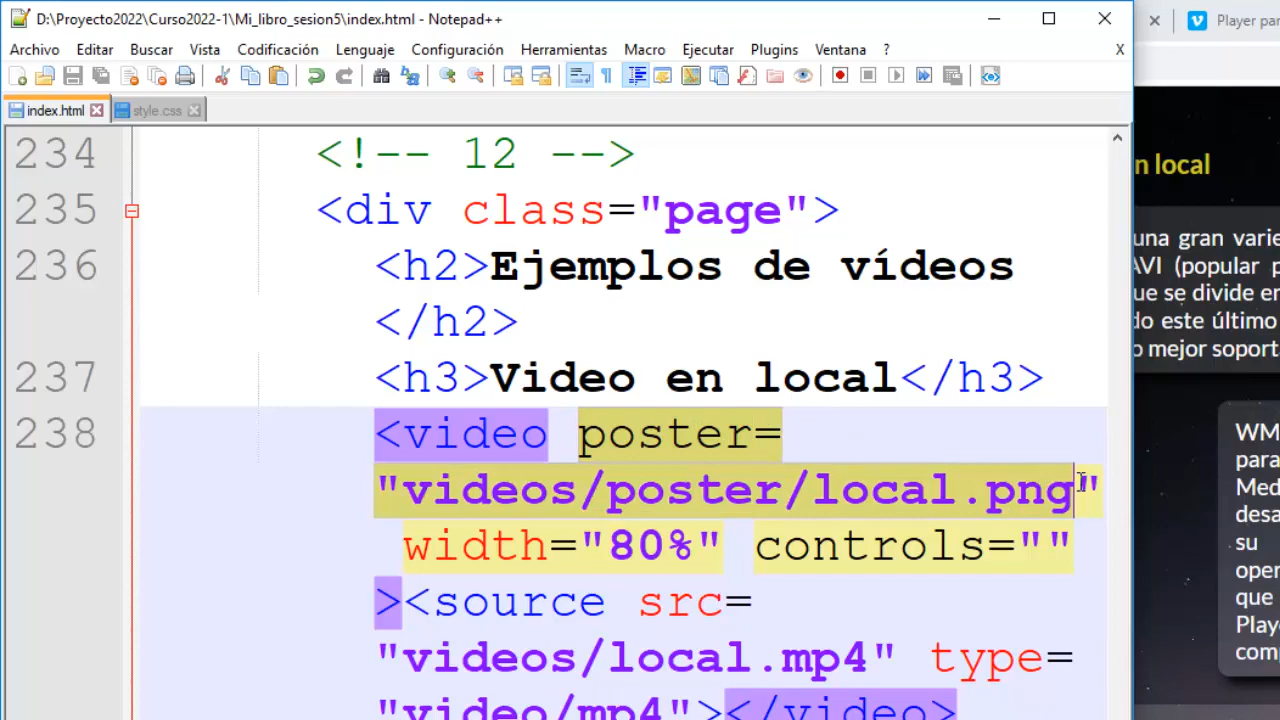 D:\Proyecto2022\Curso2022-1\Mi_libro_sesion5\index.html - Notepad++
Player par
Archivo Editar Buscar Vista Codificación Lenguaje Configuración Herramientas Macro Ejecutar Plugins Ventana ? X
index.html style.css
234 <!-- 12 -->
235 <div class="page">
236 <h2>Ejemplos de vídeos
</h2>
237 <h3>Video en local</h3>
238 <video poster=
"videos/poster/local.png"
width="80%" controls=""
><source src=
"videos/local.mp4" type=
"video/mp4"></video>
n local
una gran varie
AVI (popular p
ue se divide en
do este último
o mejor soport
WM
para
Med
desa
su
oper
que
Playe
com